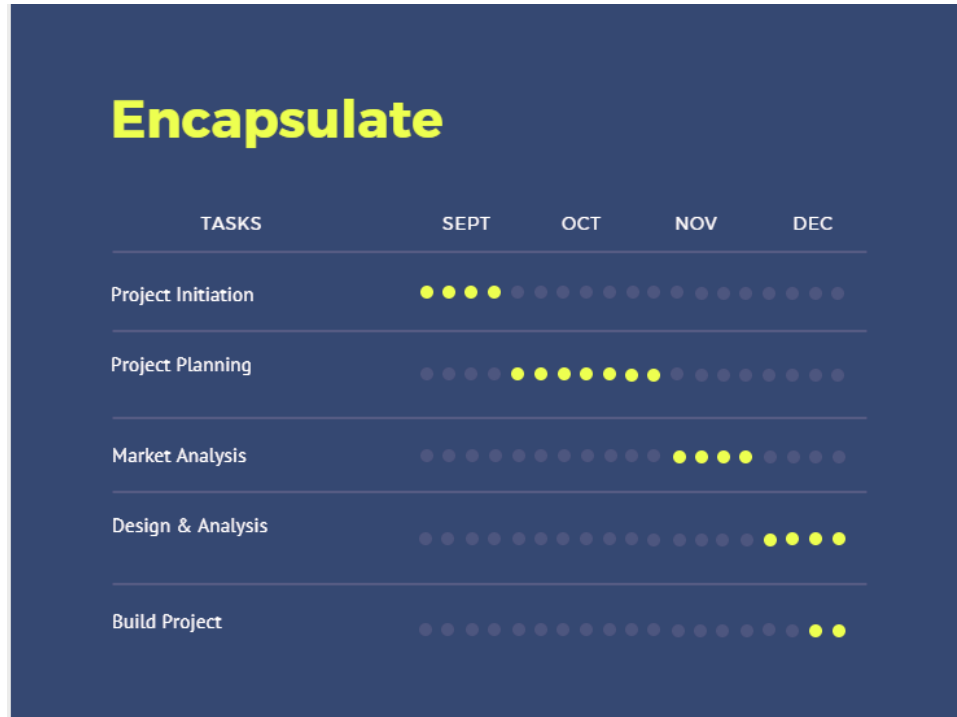 Encapsulate
TASKS SEPT OCT NOV DEC
Project Initiation
Project Planning
Market Analysis
Design & Analysis
Build Project